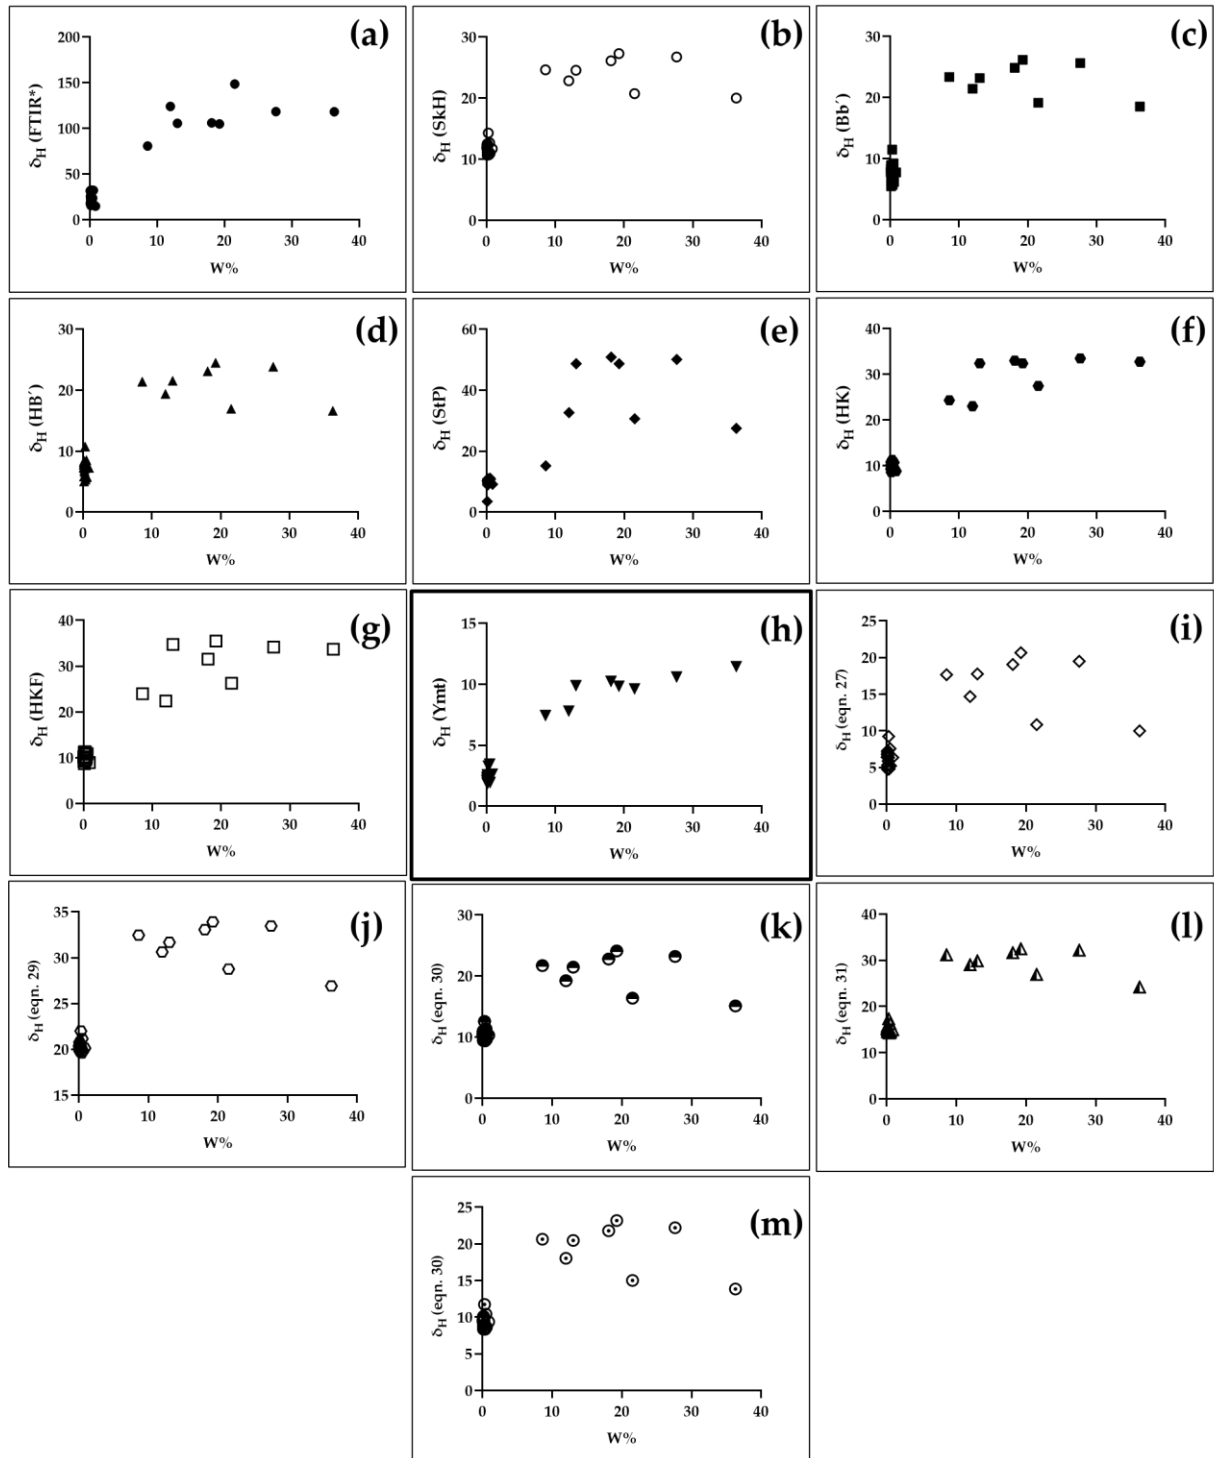 (a)
δH (FTIR*)
200
150
100
50
0
0 10 20 30 40
W%
(b)
δH (SkH)
30
20
10
0
0 10 20 30 40
W%
(c)
δH (Bb´)
30
20
10
0
0 10 20 30 40
W%
(d)
δH (HB´)
30
20
10
0
0 10 20 30 40
W%
(e)
δH (StP)
60
40
20
0
0 10 20 30 40
W%
(f)
δH (HK)
40
30
20
10
0
0 10 20 30 40
W%
(g)
δH (HKF)
40
30
20
10
0
0 10 20 30 40
W%
(h)
δH (Ymt)
15
10
5
0
0 10 20 30 40
W%
(i)
δH (eqn. 27)
25
20
15
10
5
0
0 10 20 30 40
W%
(j)
δH (eqn. 29)
35
30
25
20
15
0 10 20 30 40
W%
(k)
δH (eqn. 30)
30
20
10
0
0 10 20 30 40
W%
(l)
δH (eqn. 31)
40
30
20
10
0
0 10 20 30 40
W%
(m)
δH (eqn. 30)
25
20
15
10
5
0
0 10 20 30 40
W%